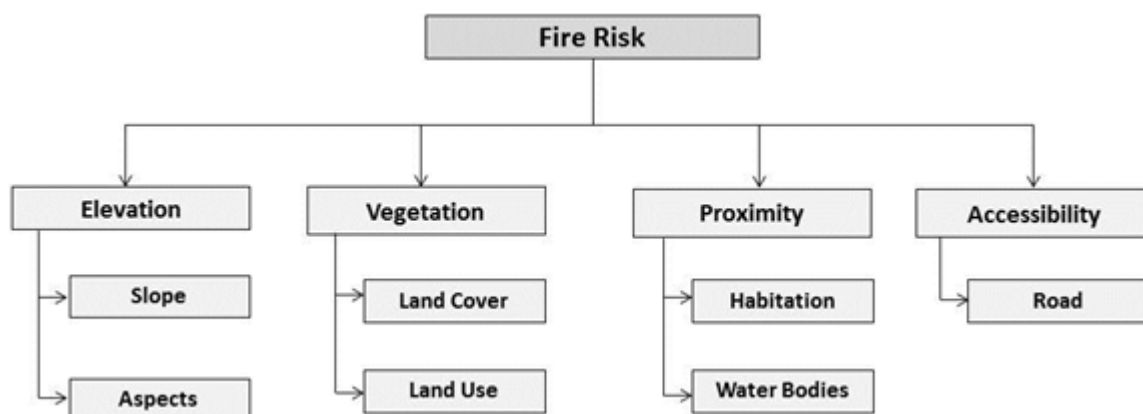 Fire Risk
Elevation
Vegetation
Proximity
Accessibility
Slope
Land Cover
Habitation
Road
Aspects
Land Use
Water Bodies